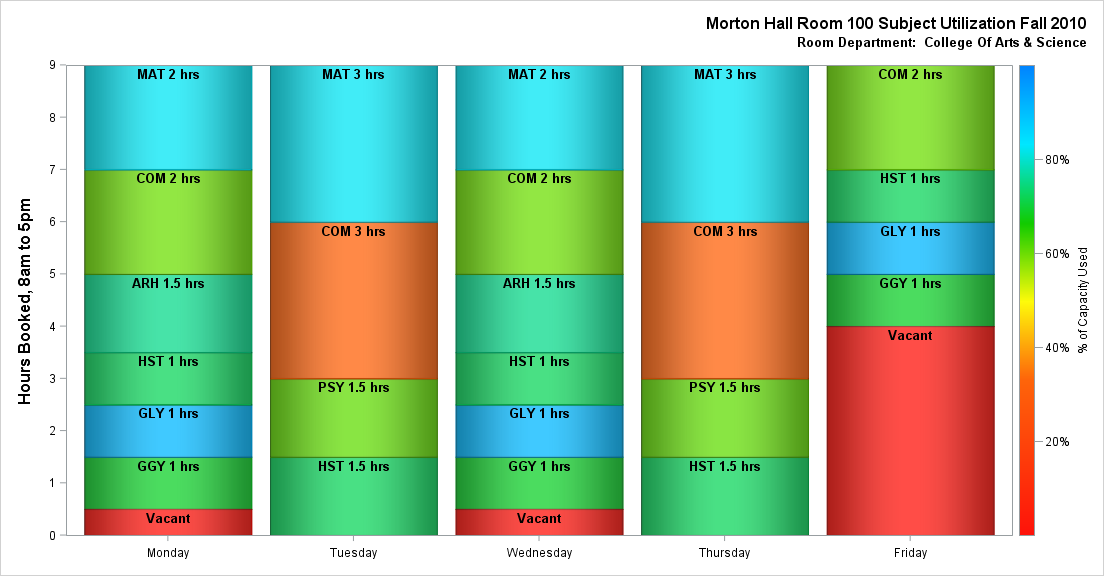 Morton Hall Room 100 Subject Utilization Fall 2010
Room Department:  College Of Arts & Science
Hours Booked, 8am to 5pm
9
8
7
6
5
4
3
2
1
0
MAT 2 hrs
COM 2 hrs
ARH 1.5 hrs
HST 1 hrs
GLY 1 hrs
GGY 1 hrs
Vacant
Monday
MAT 3 hrs
COM 3 hrs
PSY 1.5 hrs
HST 1.5 hrs
Tuesday
MAT 2 hrs
COM 2 hrs
ARH 1.5 hrs
HST 1 hrs
GLY 1 hrs
GGY 1 hrs
Vacant
Wednesday
MAT 3 hrs
COM 3 hrs
PSY 1.5 hrs
HST 1.5 hrs
Thursday
COM 2 hrs
HST 1 hrs
GLY 1 hrs
GGY 1 hrs
Vacant
Friday
80%
60%
40%
20%
% of Capacity Used